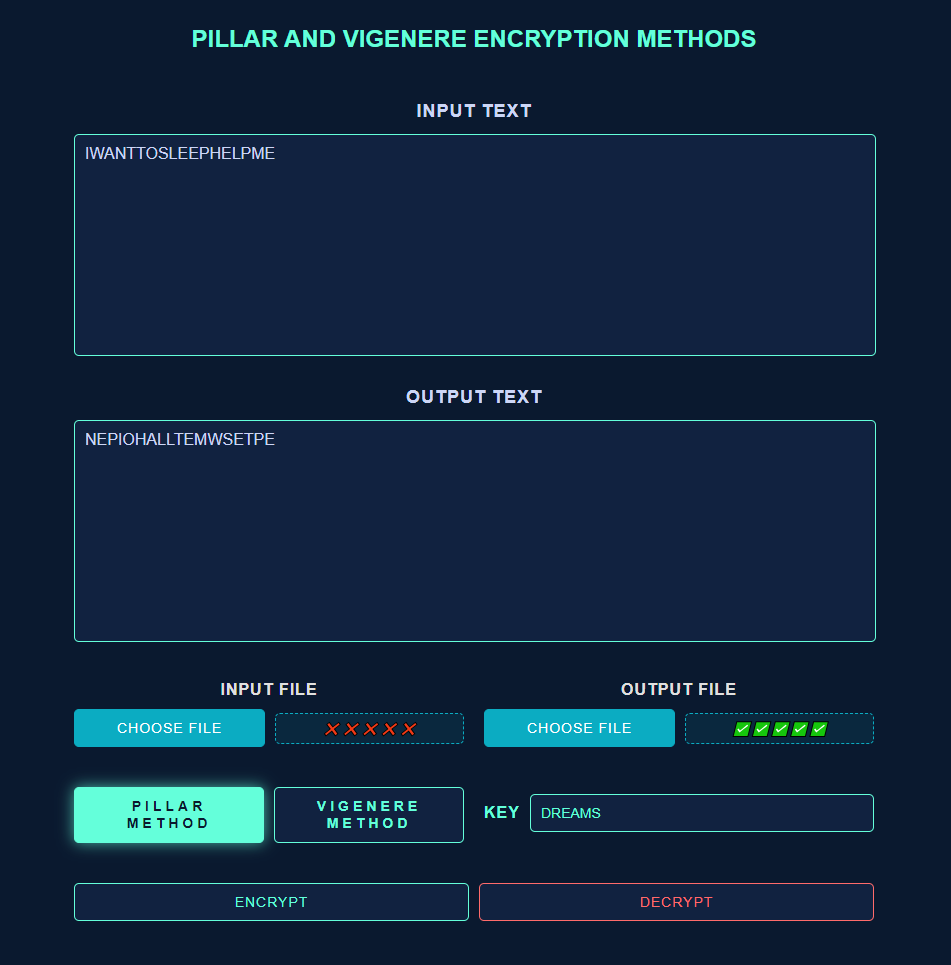 PILLAR AND VIGENERE ENCRYPTION METHODS
INPUT TEXT
IWANTTOSLEEPHELPME
OUTPUT TEXT
NEPIOHALLTEMWSETPE
INPUT FILE
OUTPUT FILE
CHOOSE FILE
❌❌❌❌❌
CHOOSE FILE
✅✅✅✅✅
PILLAR
METHOD
VIGENERE
METHOD
KEY
DREAMS
ENCRYPT
DECRYPT